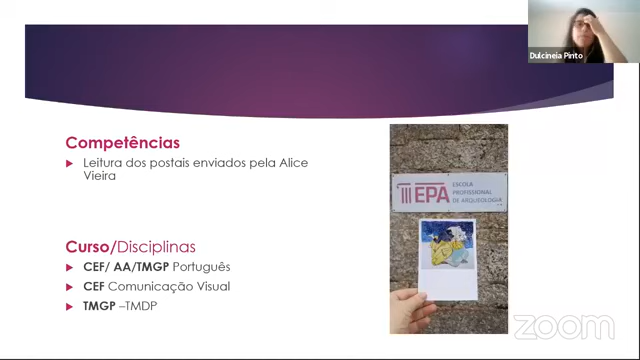 Dulcineia Pinto
Competências
Leitura dos postais enviados pela Alice
Vieira
EPA
ESCOLA
PROFISSIONAL
DE ARQUEOLOGIA
Curso/Disciplinas
CEF/ AA/TMGP Português
CEF Comunicação Visual
TMGP –TMDP
zoom